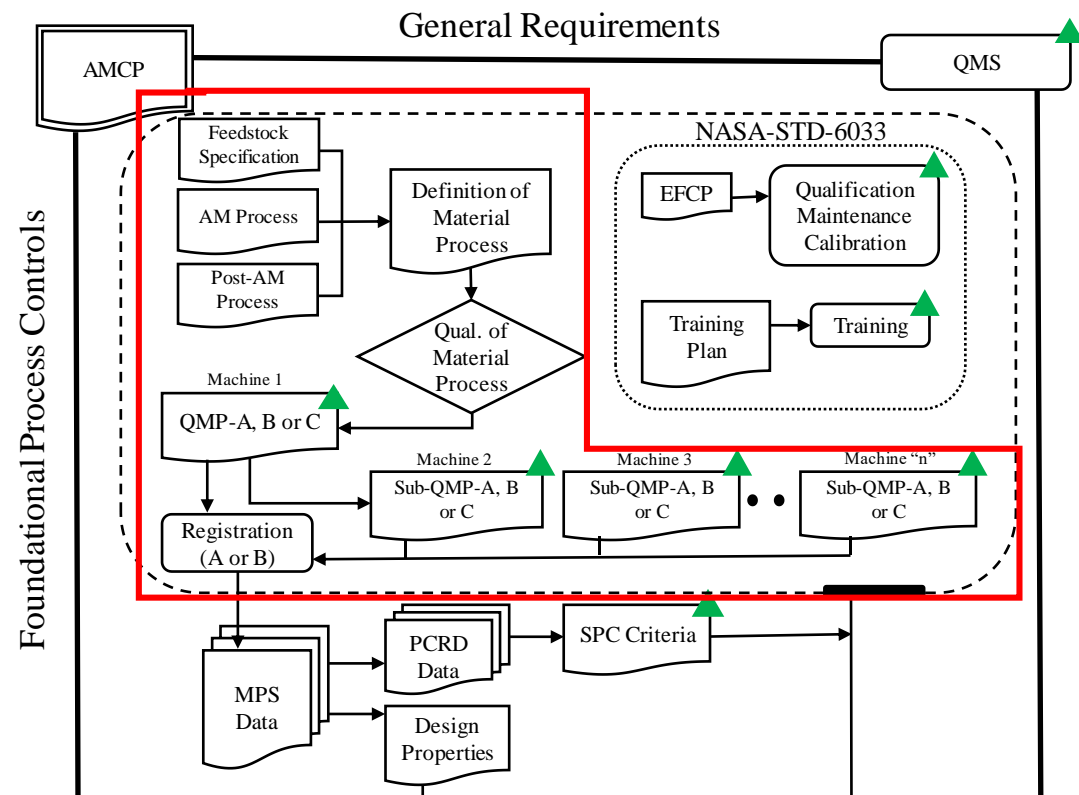 General Requirements
AMCP
QMS
Foundational Process Controls
NASA-STD-6033
Feedstock
Specification
AM Process
Post-AM
Process
Definition of
Material
Process
EFCP
Qualification
Maintenance
Calibration
Training
Plan
Training
Qual. of
Material
Process
Machine 1
QMP-A, B or C
Machine 2
Sub-QMP-A, B
or C
Machine 3
Sub-QMP-A, B
or C
Machine “n”
Sub-QMP-A, B
or C
Registration
(A or B)
MPS
Data
PCRD
Data
SPC Criteria
Design
Properties